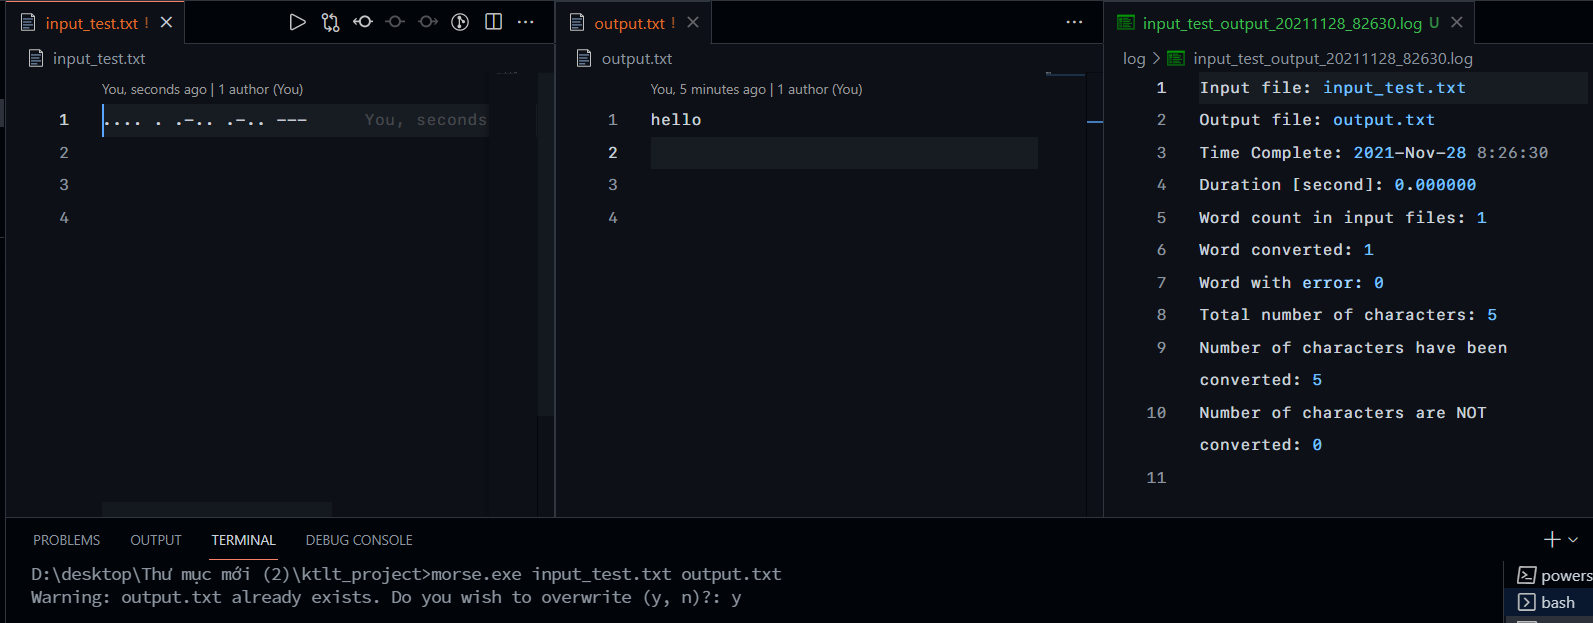 input_test.txt !
input_test.txt
You, seconds ago | 1 author (You)
1 .... . .-.. .-.. --- You, seconds
2
3
4
output.txt !
output.txt
You, 5 minutes ago | 1 author (You)
1 hello
2
3
4
input_test_output_20211128_82630.log U
log > input_test_output_20211128_82630.log
1 Input file: input_test.txt
2 Output file: output.txt
3 Time Complete: 2021-Nov-28 8:26:30
4 Duration [second]: 0.000000
5 Word count in input files: 1
6 Word converted: 1
7 Word with error: 0
8 Total number of characters: 5
9 Number of characters have been
converted: 5
10 Number of characters are NOT
converted: 0
11
PROBLEMS OUTPUT TERMINAL DEBUG CONSOLE
D:\desktop\Thư mục mới (2)\ktlt_project>morse.exe input_test.txt output.txt
Warning: output.txt already exists. Do you wish to overwrite (y, n)?: y
powers
bash